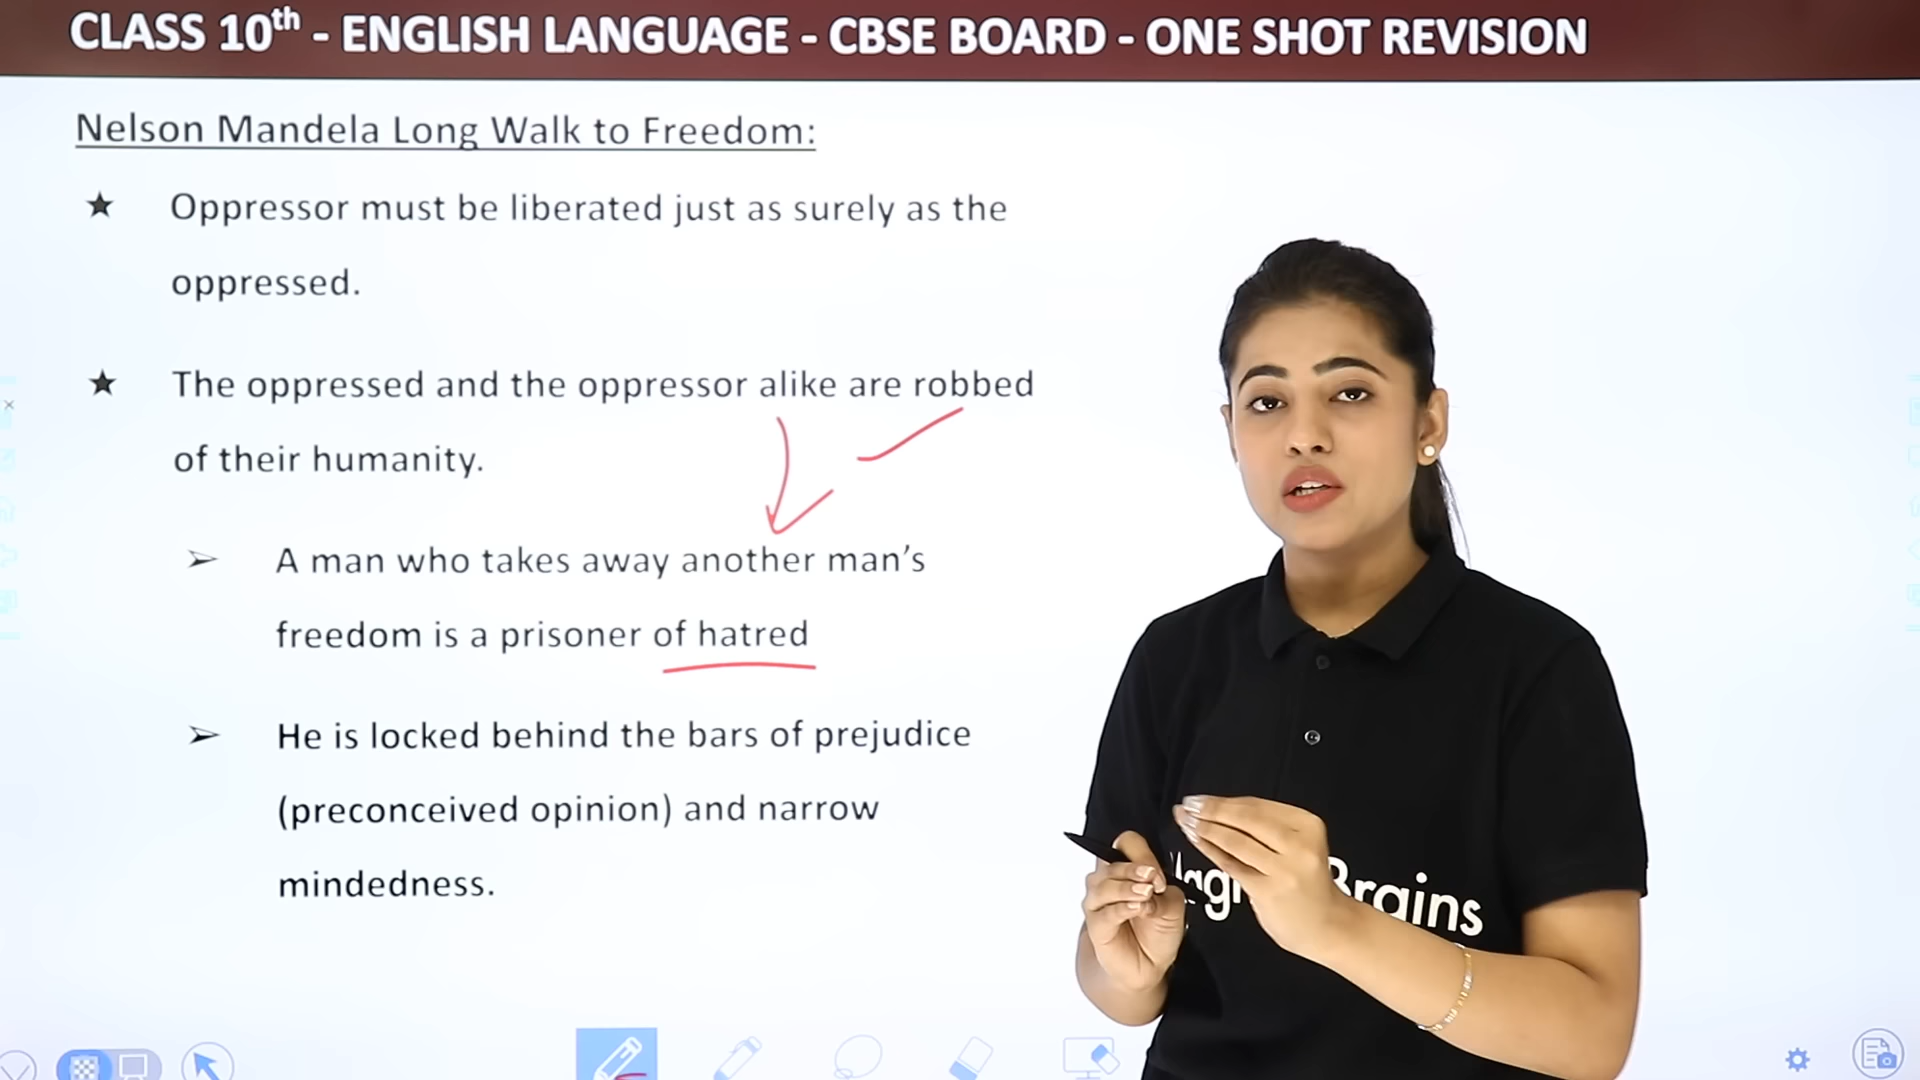 CLASS 10th - ENGLISH LANGUAGE - CBSE BOARD - ONE SHOT REVISION
Nelson Mandela Long Walk to Freedom:
★ Oppressor must be liberated just as surely as the
oppressed.
★ The oppressed and the oppressor alike are robbed
of their humanity.
➢ A man who takes away another man’s
freedom is a prisoner of hatred
➢ He is locked behind the bars of prejudice
(preconceived opinion) and narrow
mindedness.
Brains